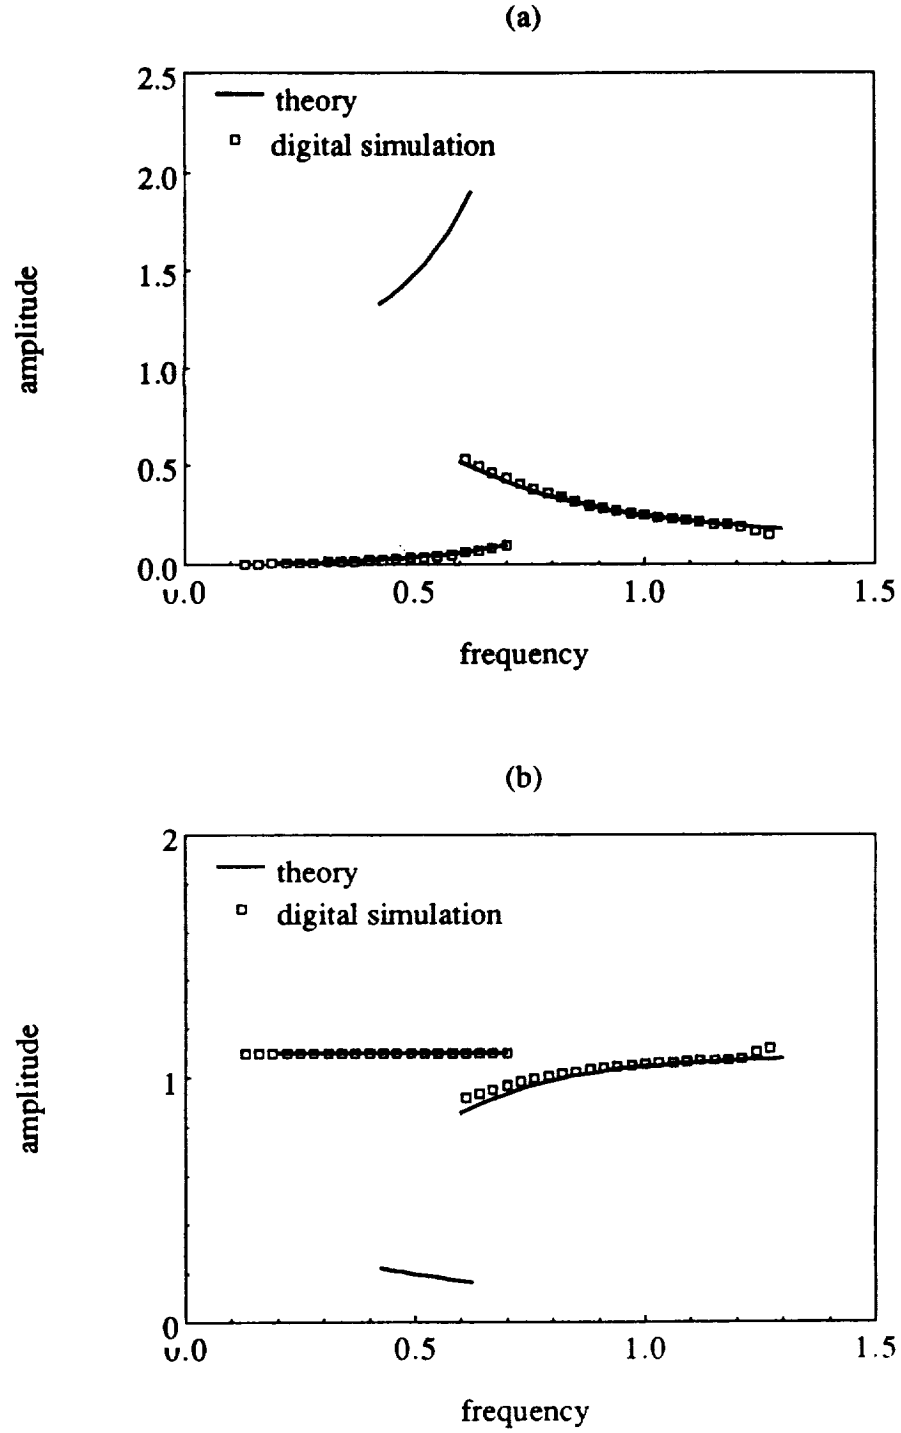 (a)
2.5
theory
digital simulation
2.0
1.5
amplitude
1.0
0.5
0.0
0.0 0.5 1.0 1.5
frequency
(b)
2
theory
digital simulation
amplitude
1
0
0.0 0.5 1.0 1.5
frequency